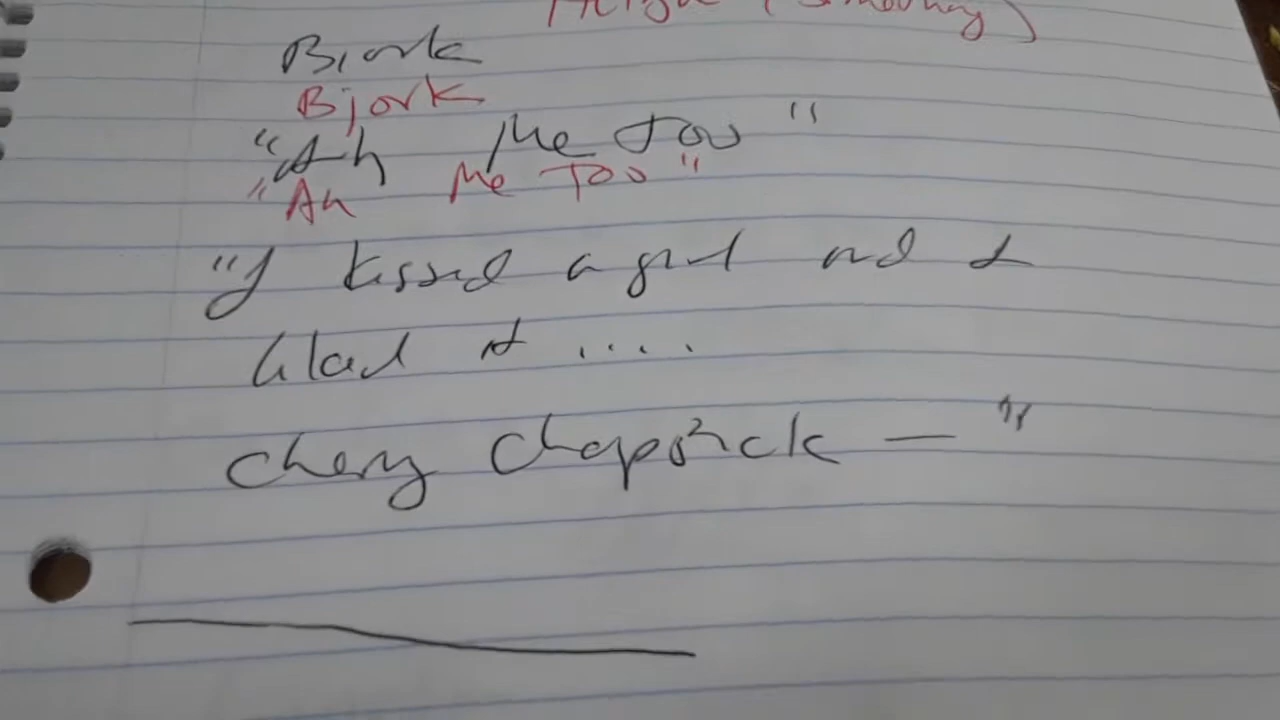 Bjork
Bjork
"Ah Me Too"
"Ah Me Too"
"I kissed a girl and I
liked it ....
Cherry Chapstick — "